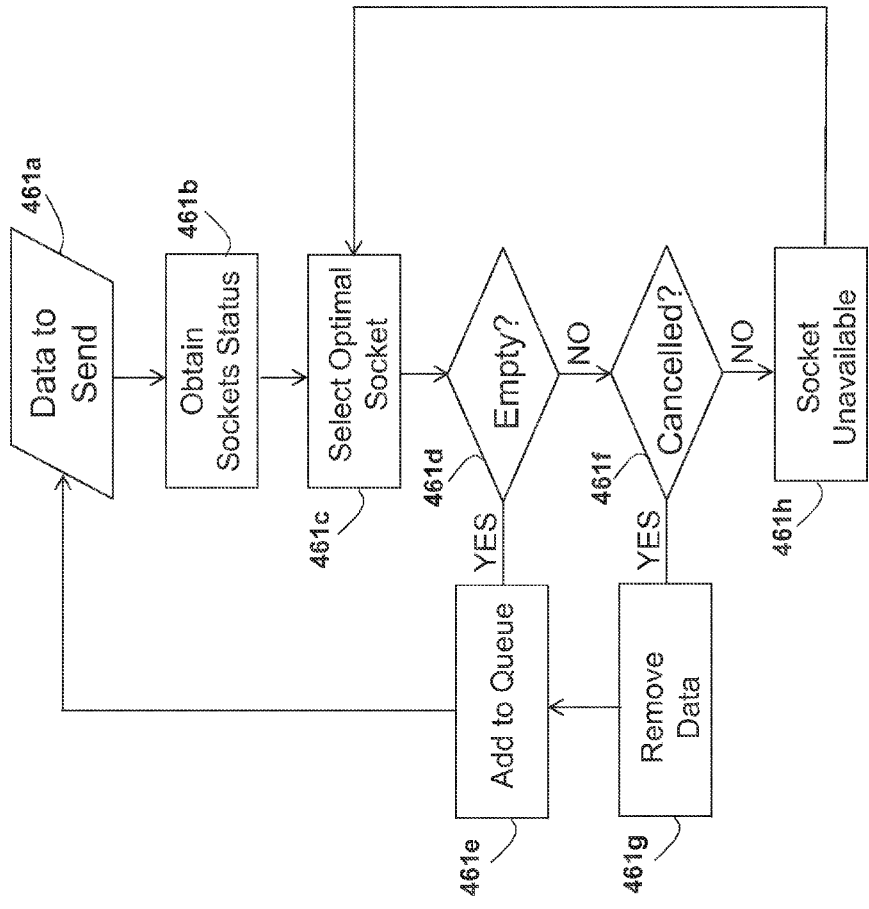 461a
Data to
Send
461b
Obtain
Sockets Status
461c
Select Optimal
Socket
461d
Empty?
YES
NO
461e
Add to Queue
461f
Cancelled?
YES
NO
461g
Remove
Data
461h
Socket
Unavailable